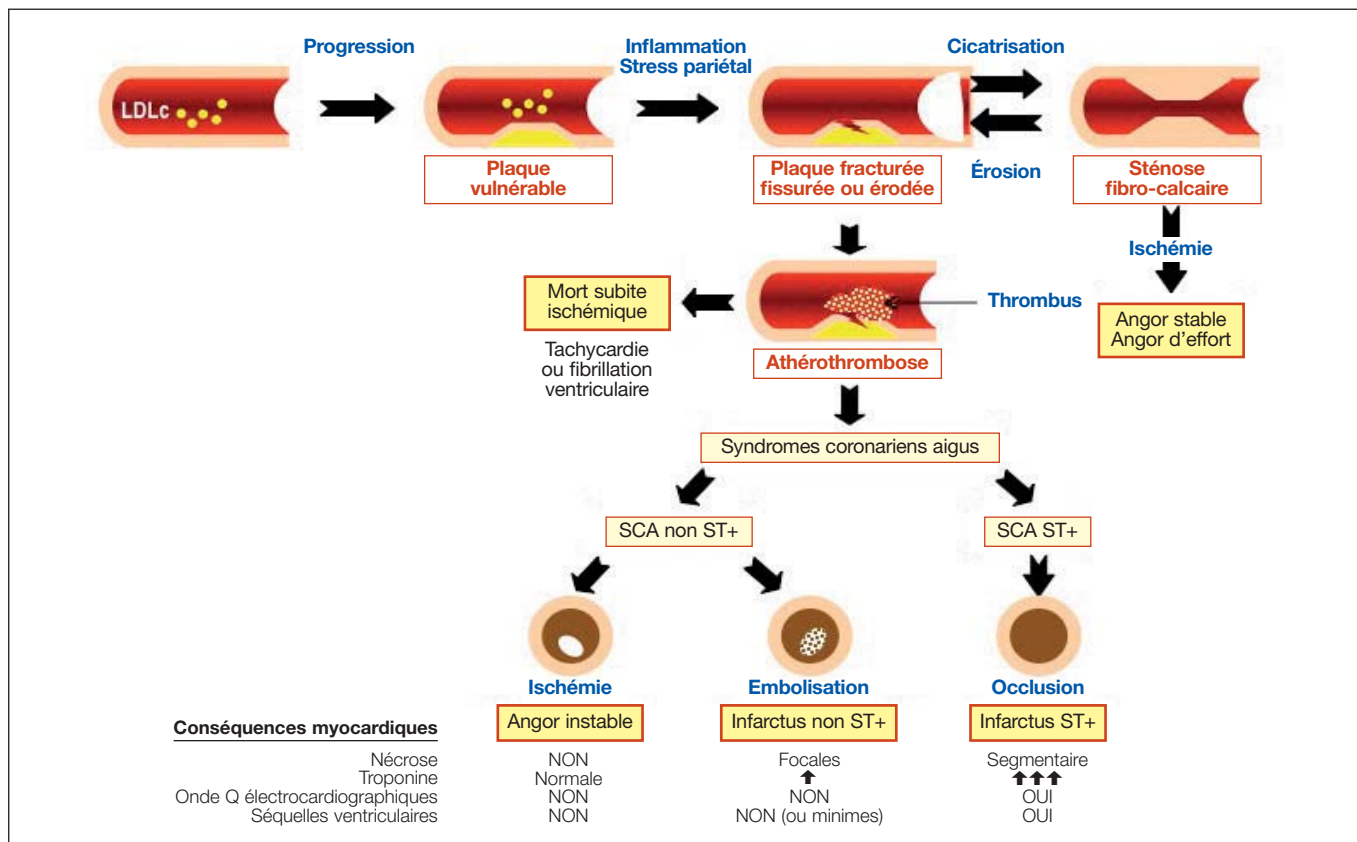 Progression
Inflammation
Stress pariétal
Cicatrisation
LDLc
Plaque
vulnérable
Plaque fracturée
fissurée ou érodée
Érosion
Sténose
fibro-calcaire
Ischémie
Mort subite
ischémique
Thrombus
Angor stable
Angor d'effort
Tachycardie
ou fibrillation
ventriculaire
Athérothrombose
Syndromes coronariens aigus
SCA non ST+
SCA ST+
Ischémie
Embolisation
Occlusion
Conséquences myocardiques
Angor instable
Infarctus non ST+
Infarctus ST+
Nécrose NON Focales Segmentaire
Troponine Normale ⬆ ⬆⬆⬆
Onde Q électrocardiographiques NON NON OUI
Séquelles ventriculaires NON NON (ou minimes) OUI